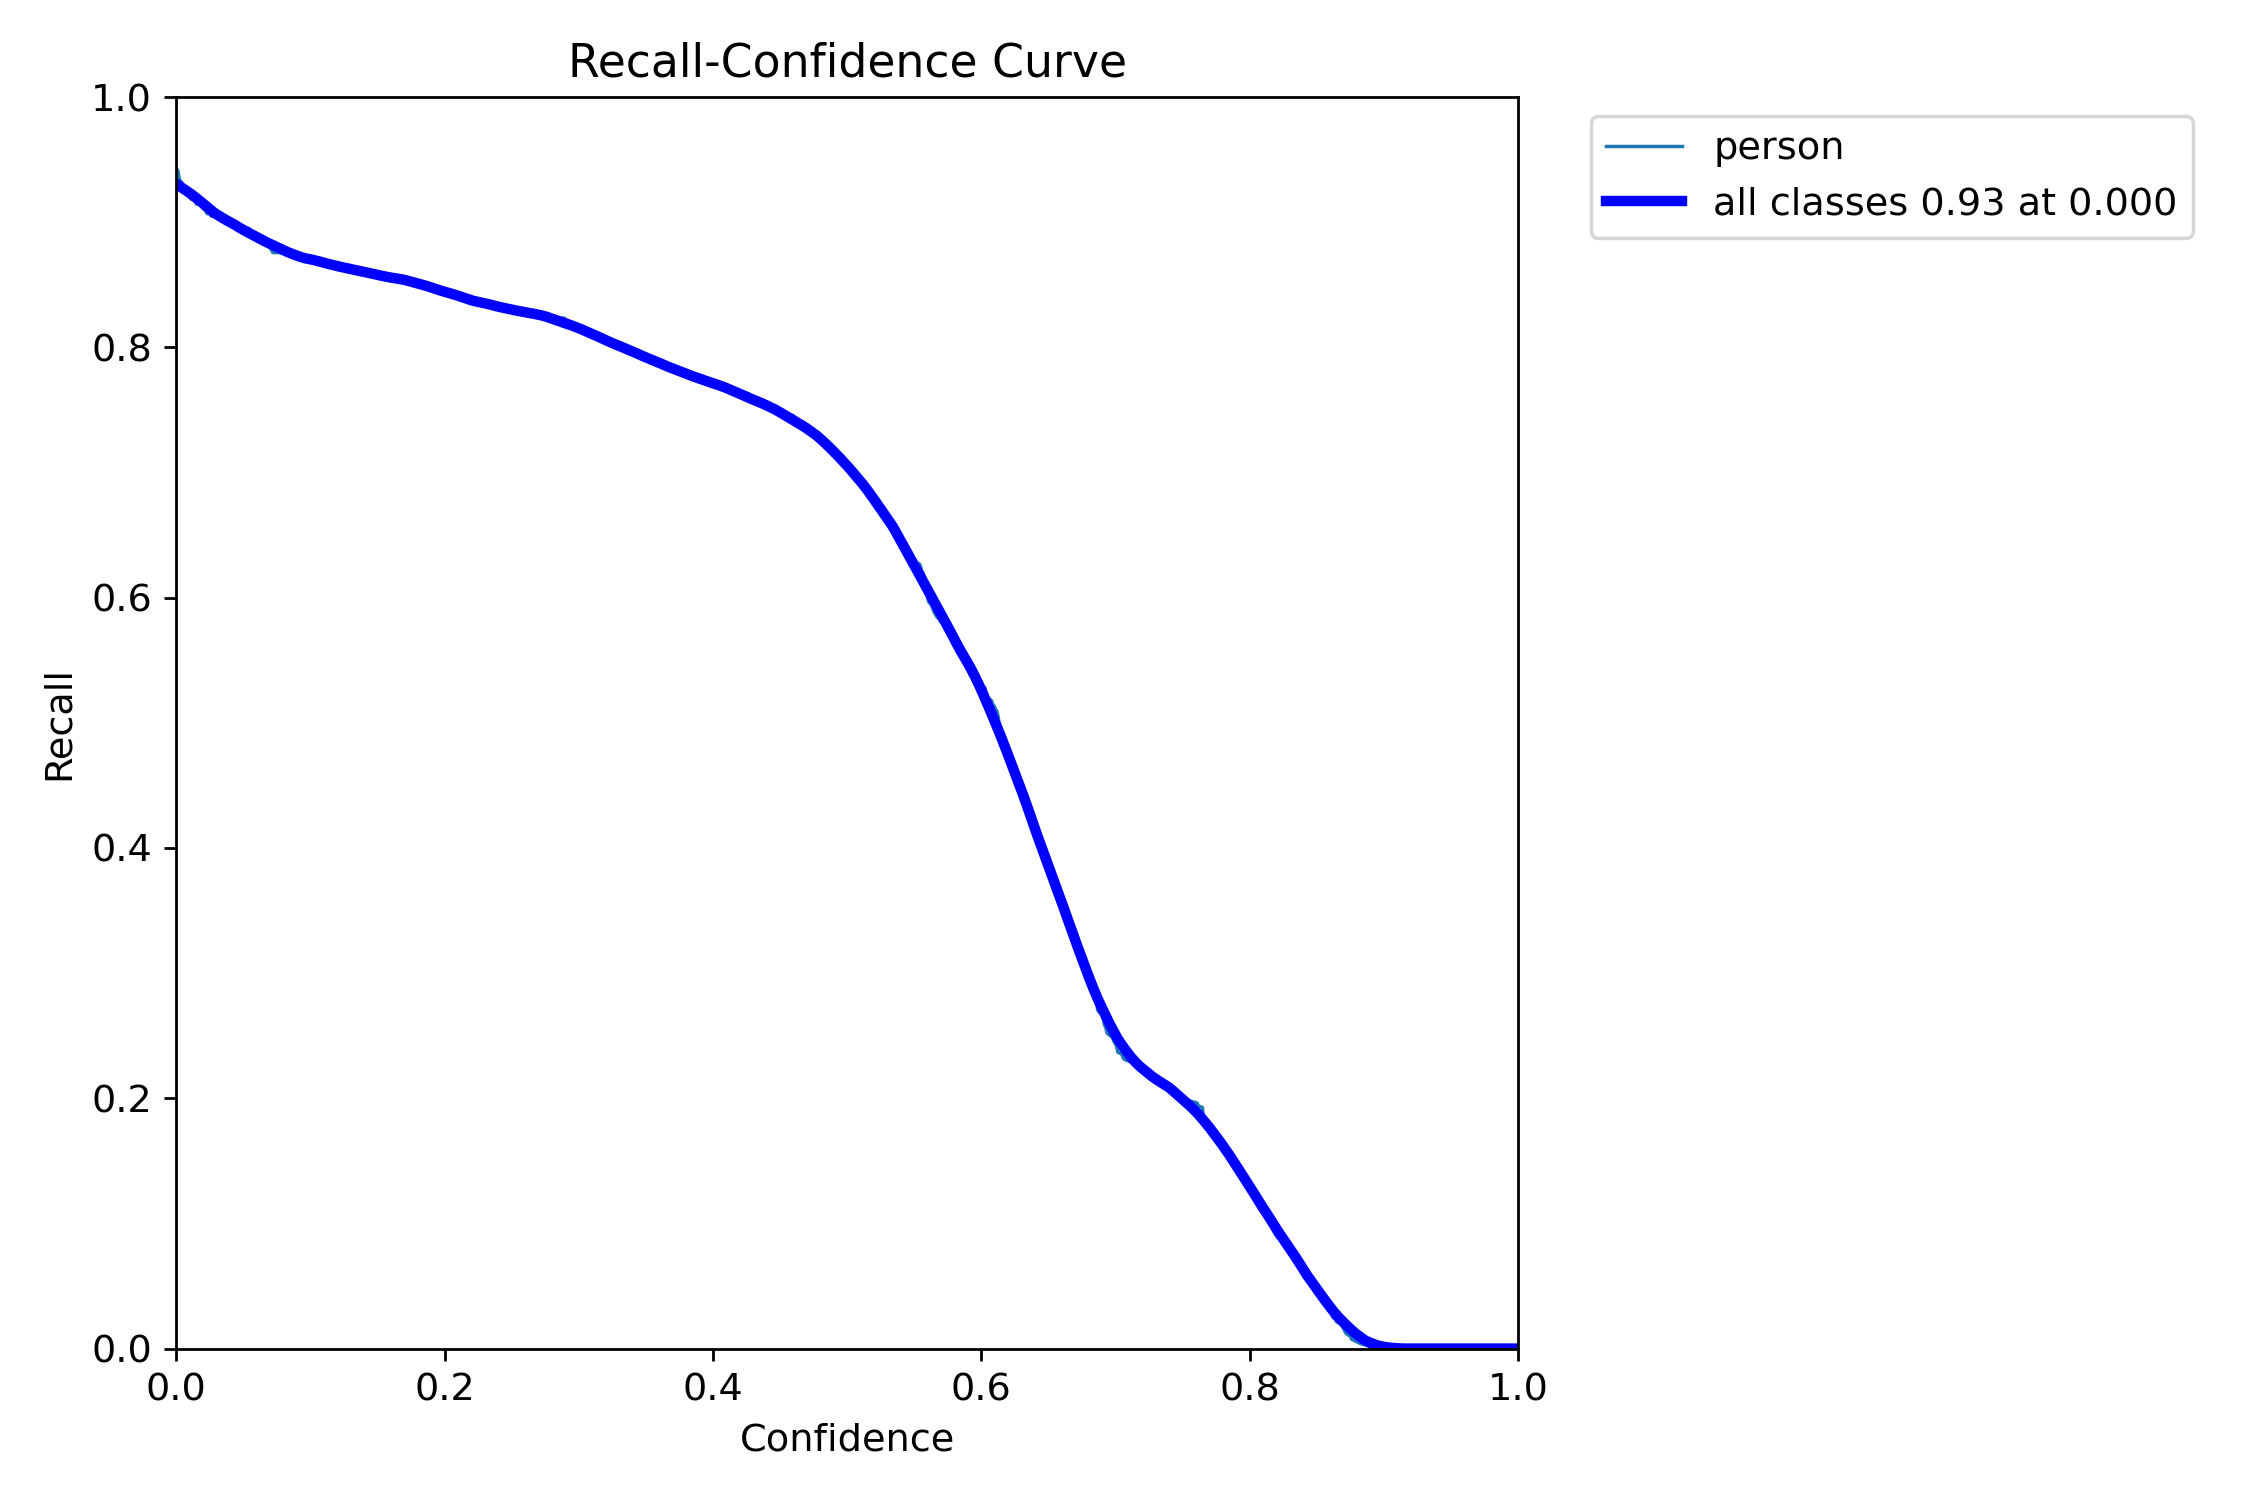 Recall-Confidence Curve
1.0
0.8
0.6
0.4
0.2
0.0
Recall
0.0 0.2 0.4 0.6 0.8 1.0
Confidence
person
all classes 0.93 at 0.000